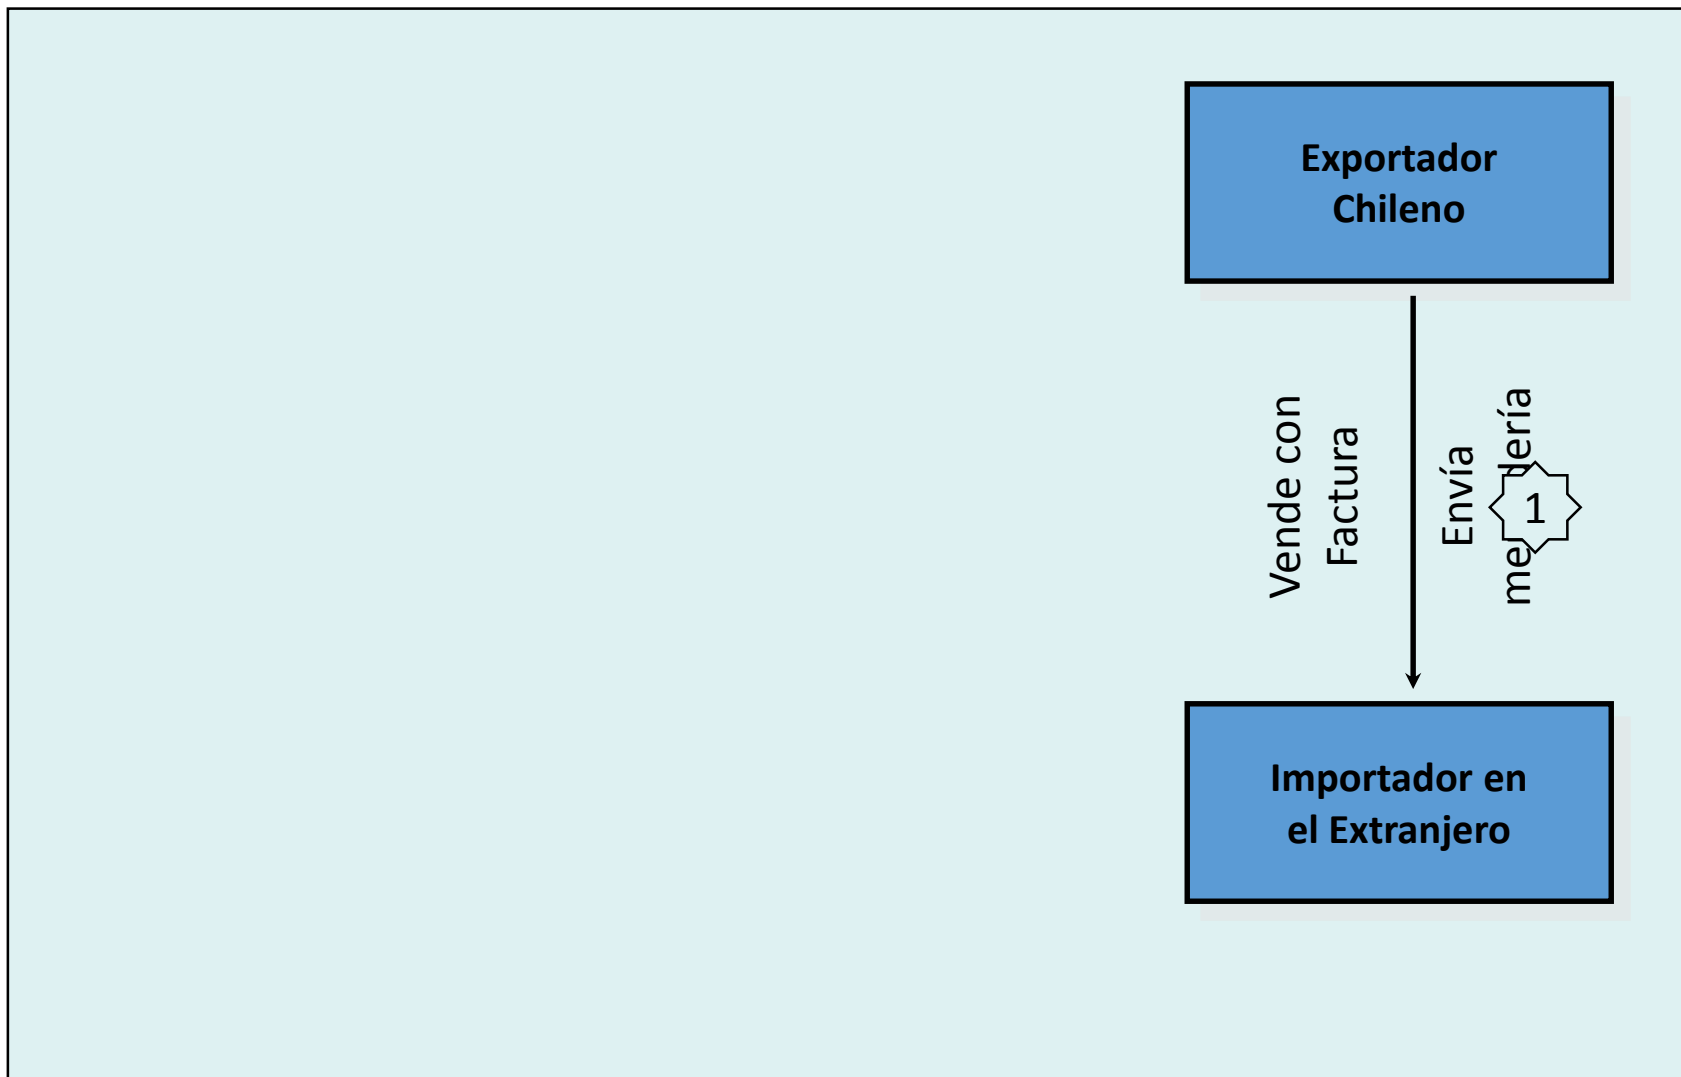 Exportador
Chileno
Vende con
Factura
Envía
1
Importador en
el Extranjero